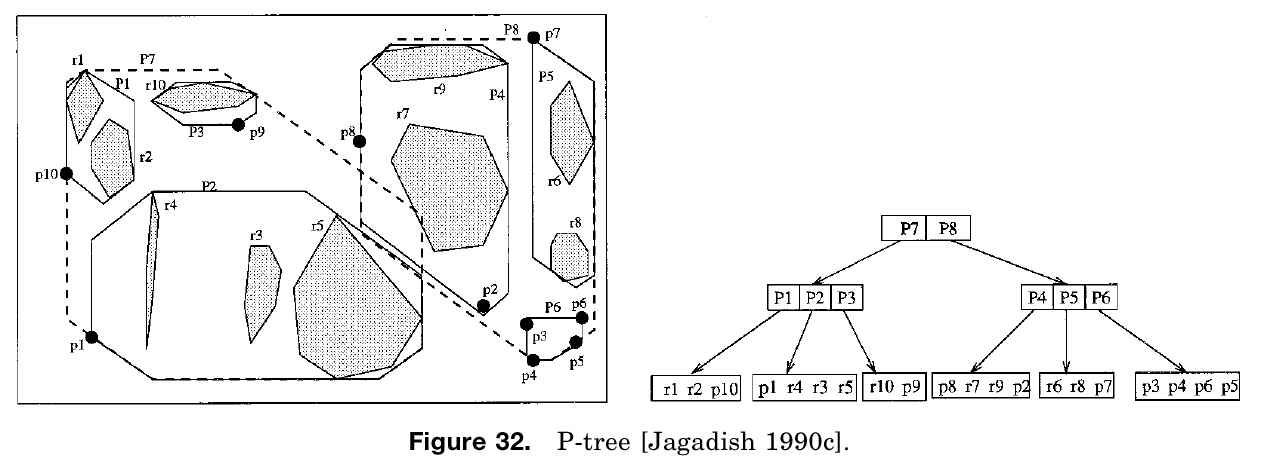 P8 p7
r1 P7
P1 r10 r9 P5
P4
r7
P3 p9 p8
r2
p10 r6
P2
r4 r5 r8
r3
p2 P6 p6
p1 p3
p4 p5
P7 P8
P1 P2 P3 P4 P5 P6
r1 r2 p10 p1 r4 r3 r5 r10 p9 p8 r7 r9 p2 r6 r8 p7 p3 p4 p6 p5
Figure 32. P-tree [Jagadish 1990c].